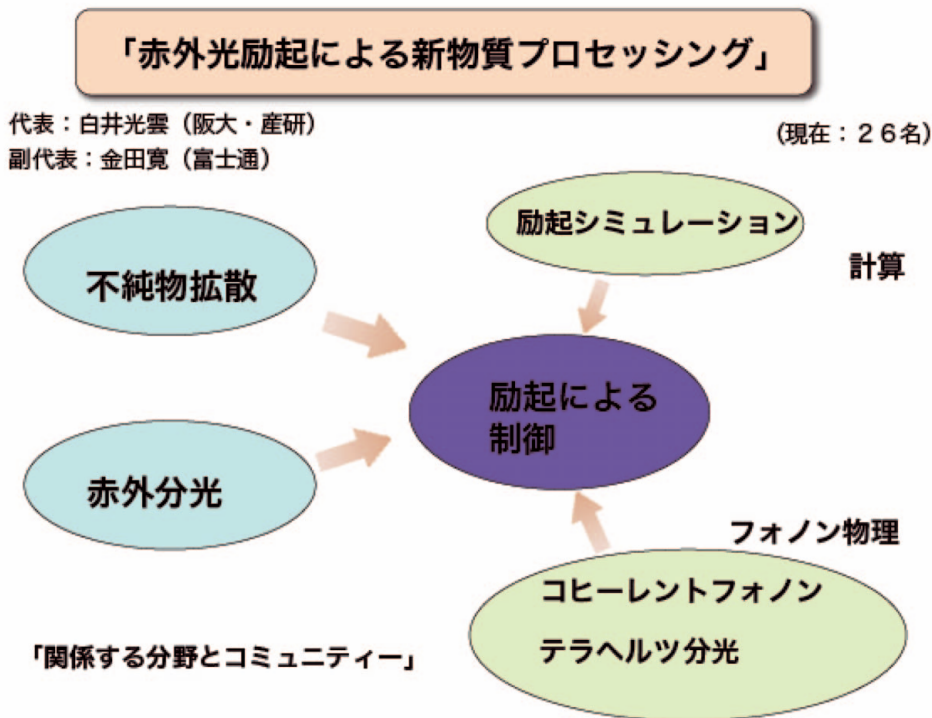 「赤外光励起による新物質プロセッシング」
代表：白井光雲（阪大・産研）
副代表：金田寛（富士通）
（現在：２６名）
励起シミュレーション
計算
不純物拡散
励起による
制御
赤外分光
フォノン物理
コヒーレントフォノン
テラヘルツ分光
「関係する分野とコミュニティー」